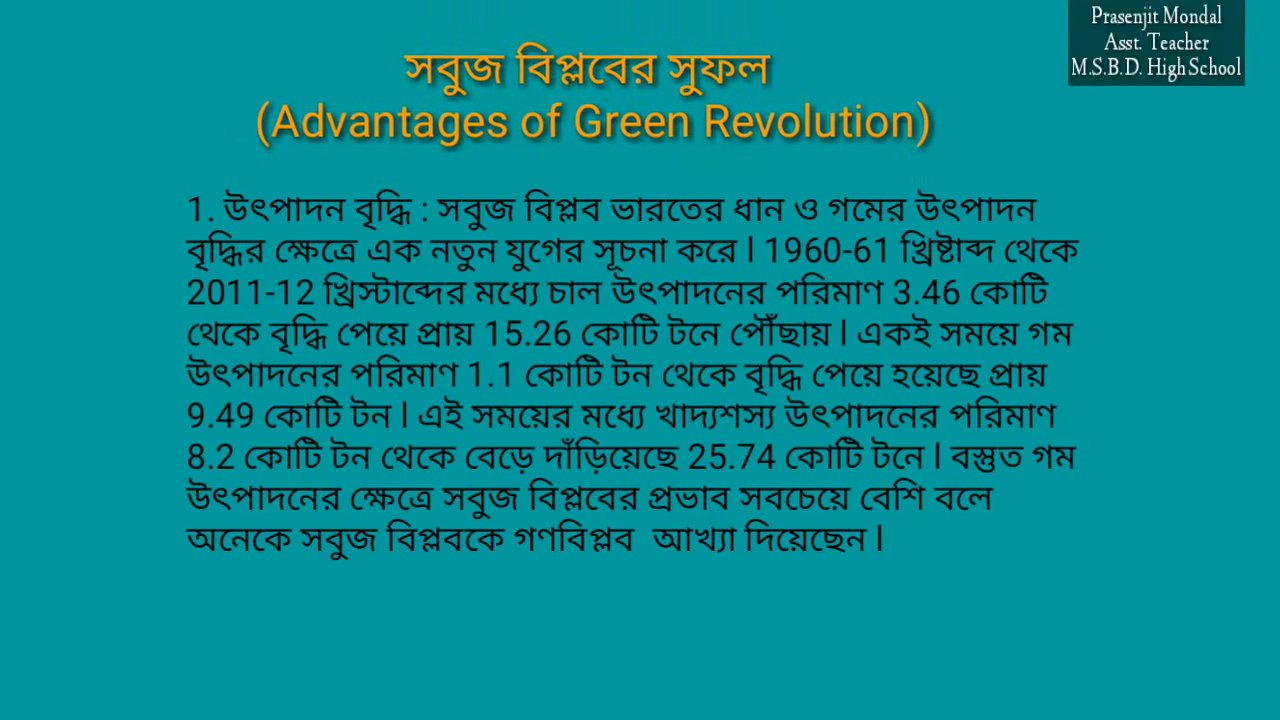 Prasenjit Mondal
Asst. Teacher
M.S.B.D. High School
সবুজ বিপ্লবের সুফল
(Advantages of Green Revolution)
1. উৎপাদন বৃদ্ধি : সবুজ বিপ্লব ভারতের ধান ও গমের উৎপাদন
বৃদ্ধির ক্ষেত্রে এক নতুন যুগের সূচনা করে l 1960-61 খ্রিষ্টাব্দ থেকে
2011-12 খ্রিস্টাব্দের মধ্যে চাল উৎপাদনের পরিমাণ 3.46 কোটি
থেকে বৃদ্ধি পেয়ে প্রায় 15.26 কোটি টনে পৌঁছায় l একই সময়ে গম
উৎপাদনের পরিমাণ 1.1 কোটি টন থেকে বৃদ্ধি পেয়ে হয়েছে প্রায়
9.49 কোটি টন l এই সময়ের মধ্যে খাদ্যশস্য উৎপাদনের পরিমাণ
8.2 কোটি টন থেকে বেড়ে দাঁড়িয়েছে 25.74 কোটি টনে l বস্তুত গম
উৎপাদনের ক্ষেত্রে সবুজ বিপ্লবের প্রভাব সবচেয়ে বেশি বলে
অনেকে সবুজ বিপ্লবকে গণবিপ্লব আখ্যা দিয়েছেন l